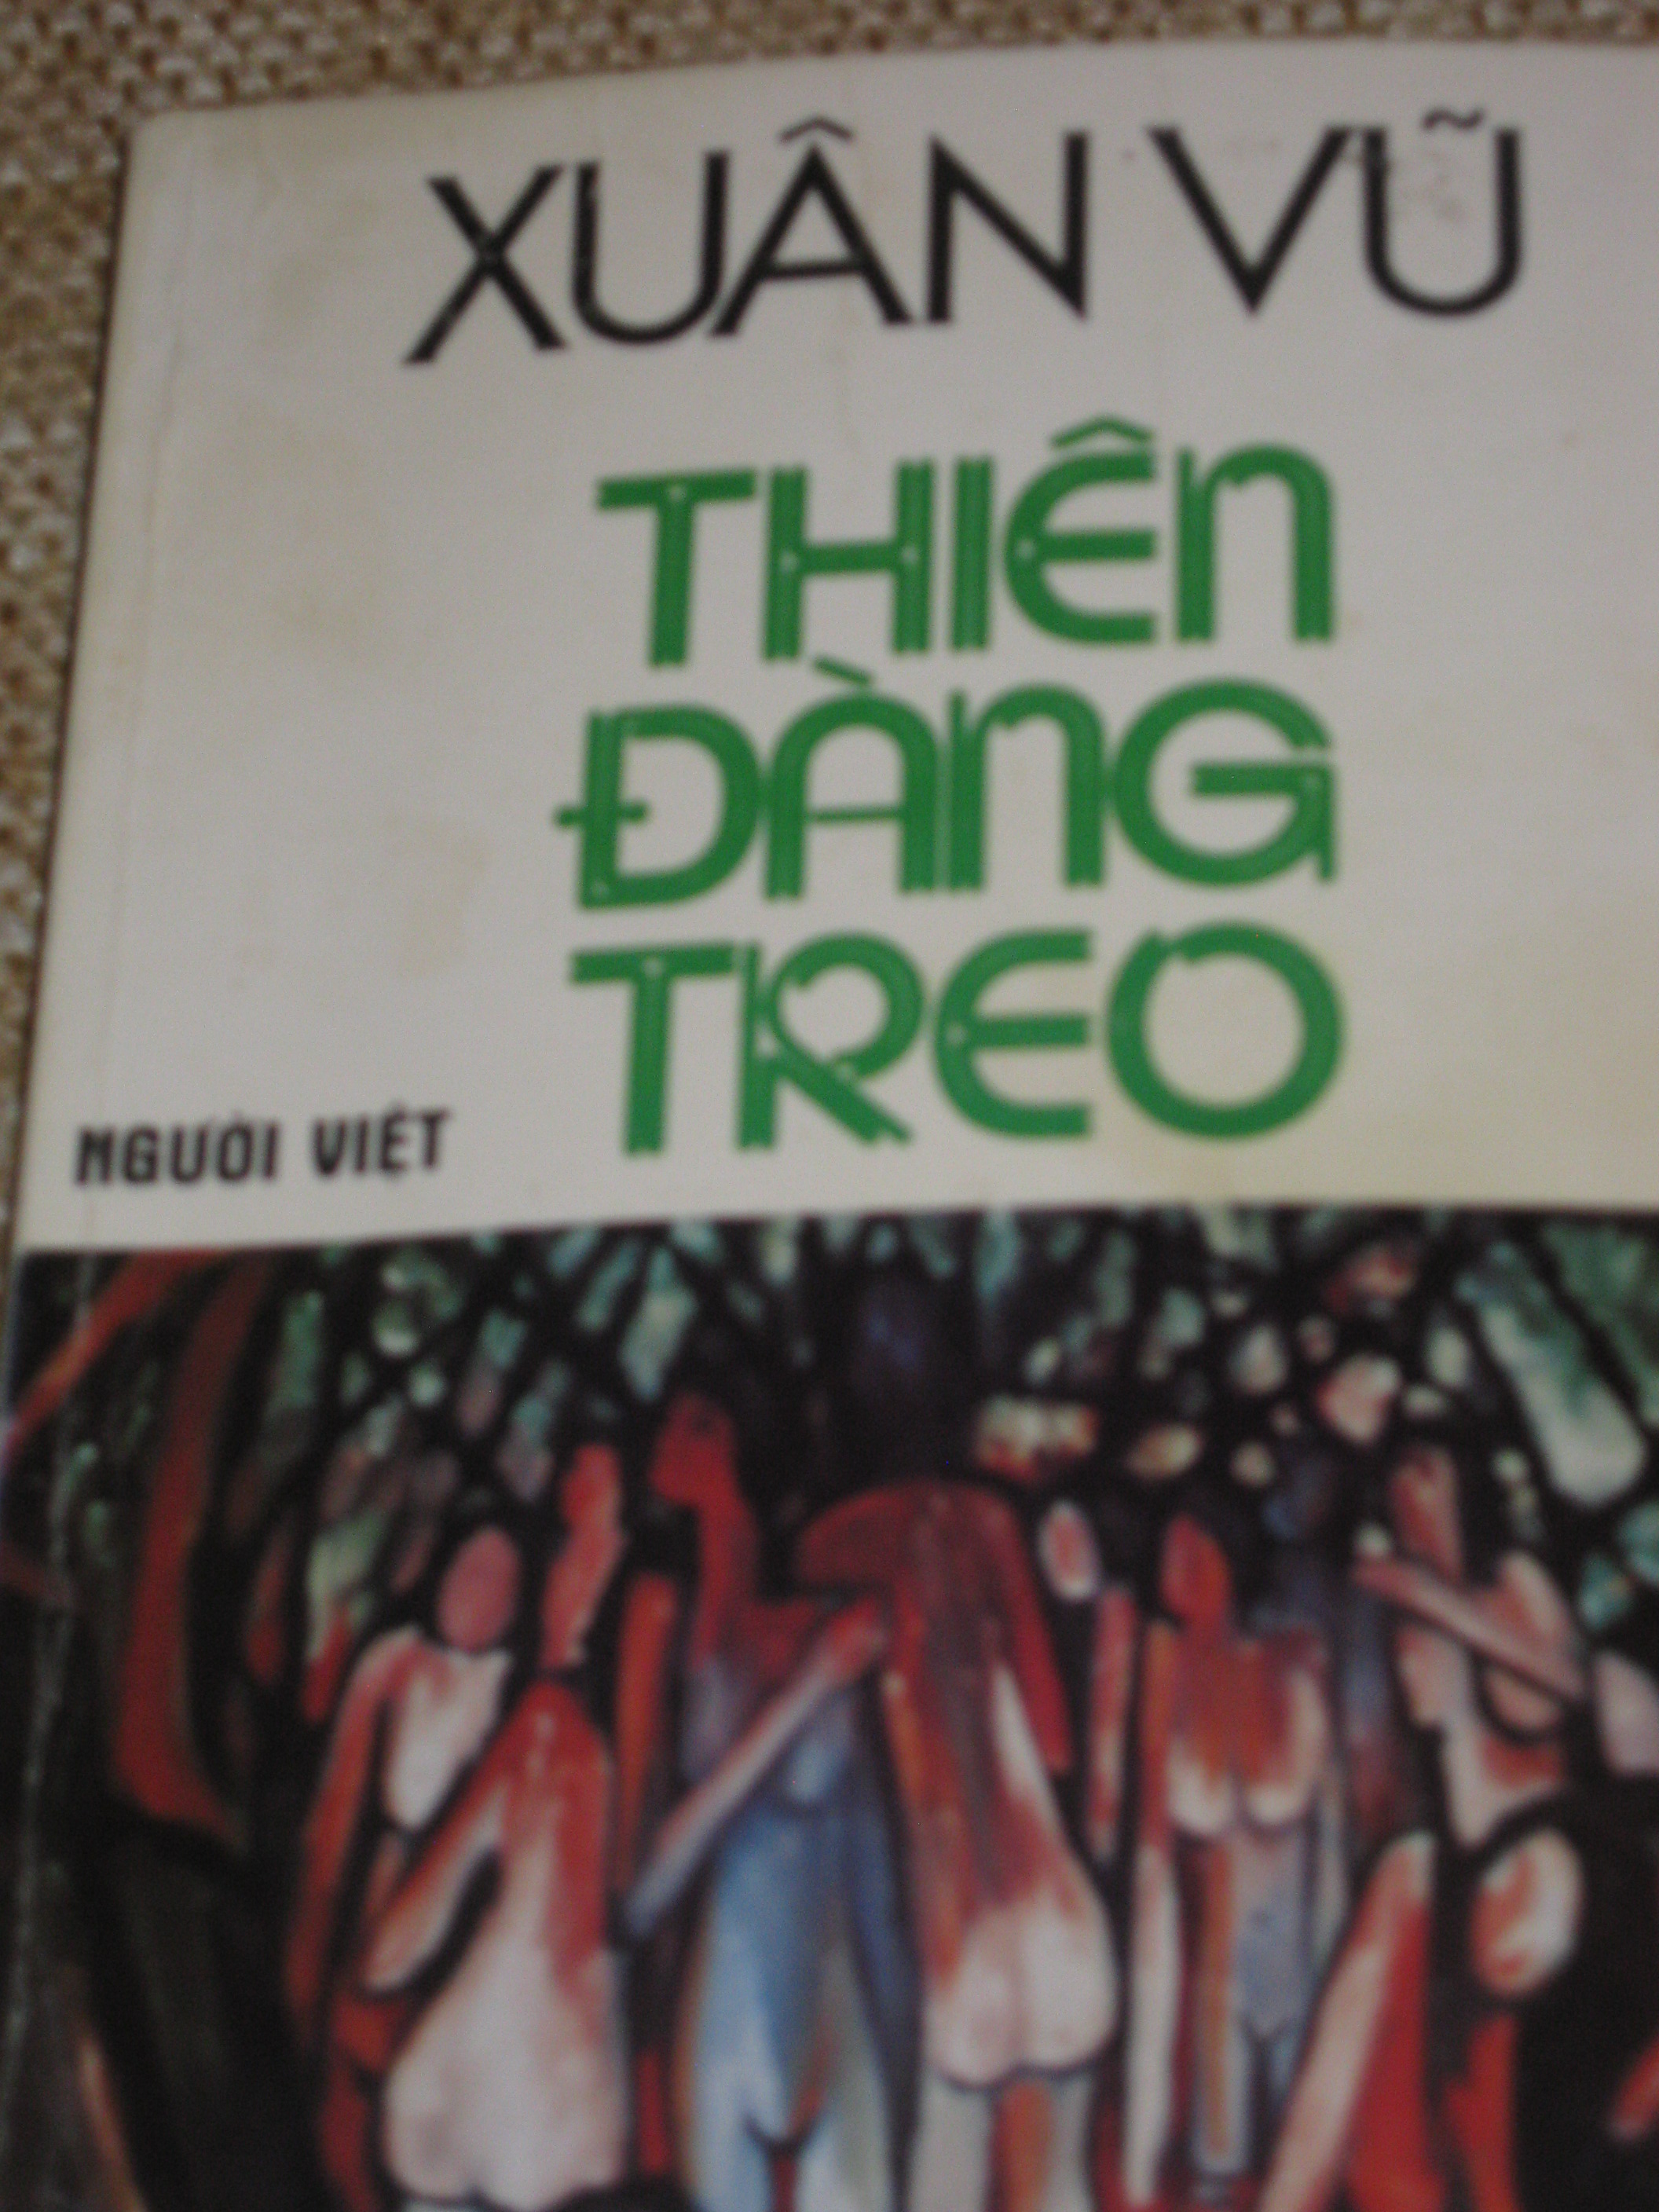 XUÂN VŨ
THIÊN
ĐÀNG
TREO
NGƯỜI VIỆT